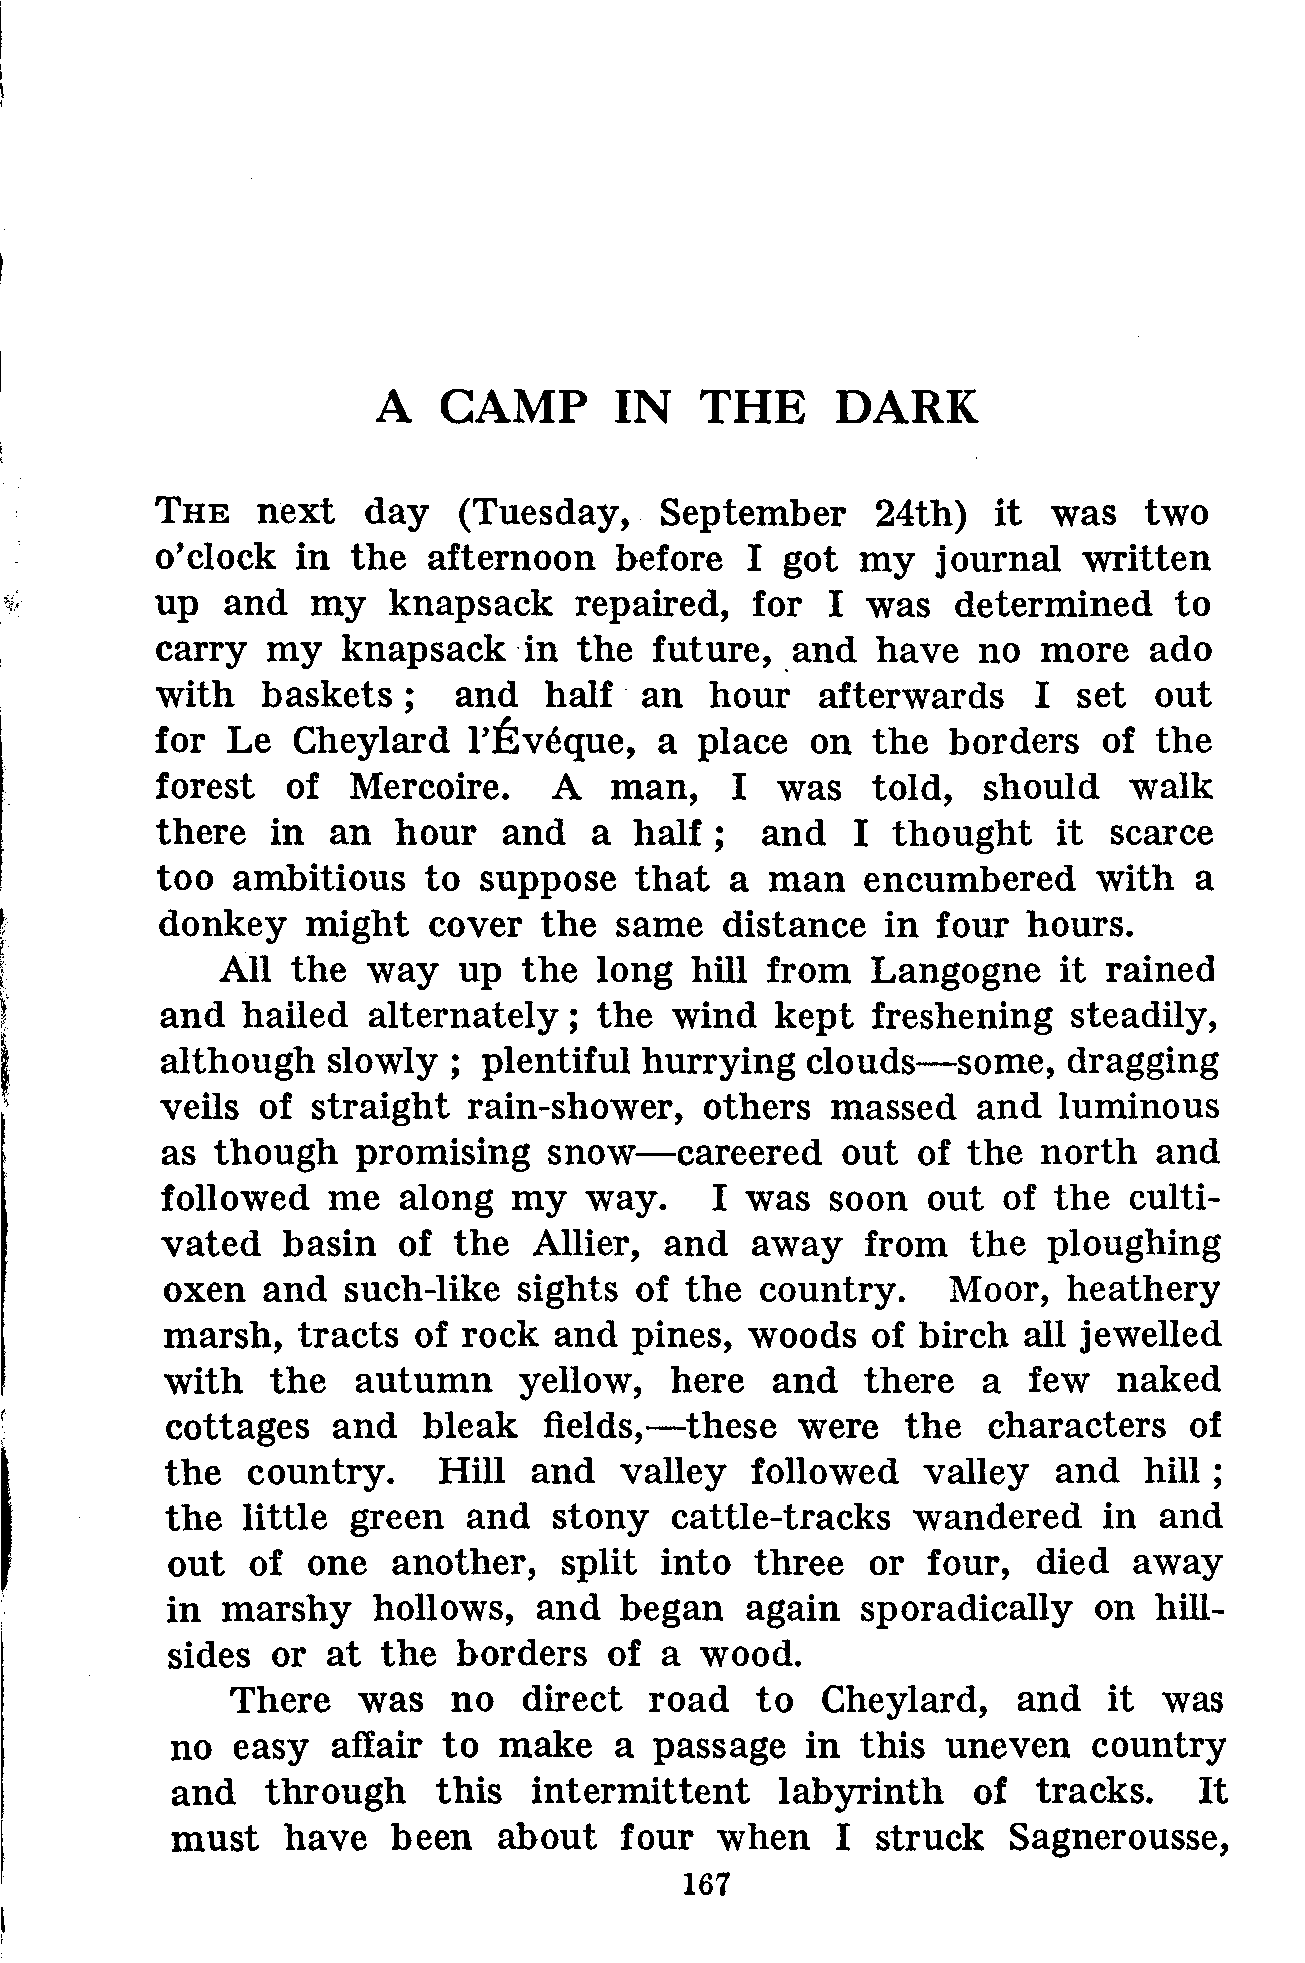 A CAMP IN THE DARK
THE next day (Tuesday, September 24th) it was two
o'clock in the afternoon before I got my journal written
up and my knapsack repaired, for I was determined to
carry my knapsack in the future, and have no more ado
with baskets ; and half an hour afterwards I set out
for Le Cheylard l'Évéque, a place on the borders of the
forest of Mercoire. A man, I was told, should walk
there in an hour and a half ; and I thought it scarce
too ambitious to suppose that a man encumbered with a
donkey might cover the same distance in four hours.
All the way up the long hill from Langogne it rained
and hailed alternately ; the wind kept freshening steadily,
although slowly ; plentiful hurrying clouds—some, dragging
veils of straight rain-shower, others massed and luminous
as though promising snow—careered out of the north and
followed me along my way. I was soon out of the culti-
vated basin of the Allier, and away from the ploughing
oxen and such-like sights of the country. Moor, heathery
marsh, tracts of rock and pines, woods of birch all jewelled
with the autumn yellow, here and there a few naked
cottages and bleak fields,—these were the characters of
the country. Hill and valley followed valley and hill ;
the little green and stony cattle-tracks wandered in and
out of one another, split into three or four, died away
in marshy hollows, and began again sporadically on hill-
sides or at the borders of a wood.
There was no direct road to Cheylard, and it was
no easy affair to make a passage in this uneven country
and through this intermittent labyrinth of tracks. It
must have been about four when I struck Sagnerousse,
167